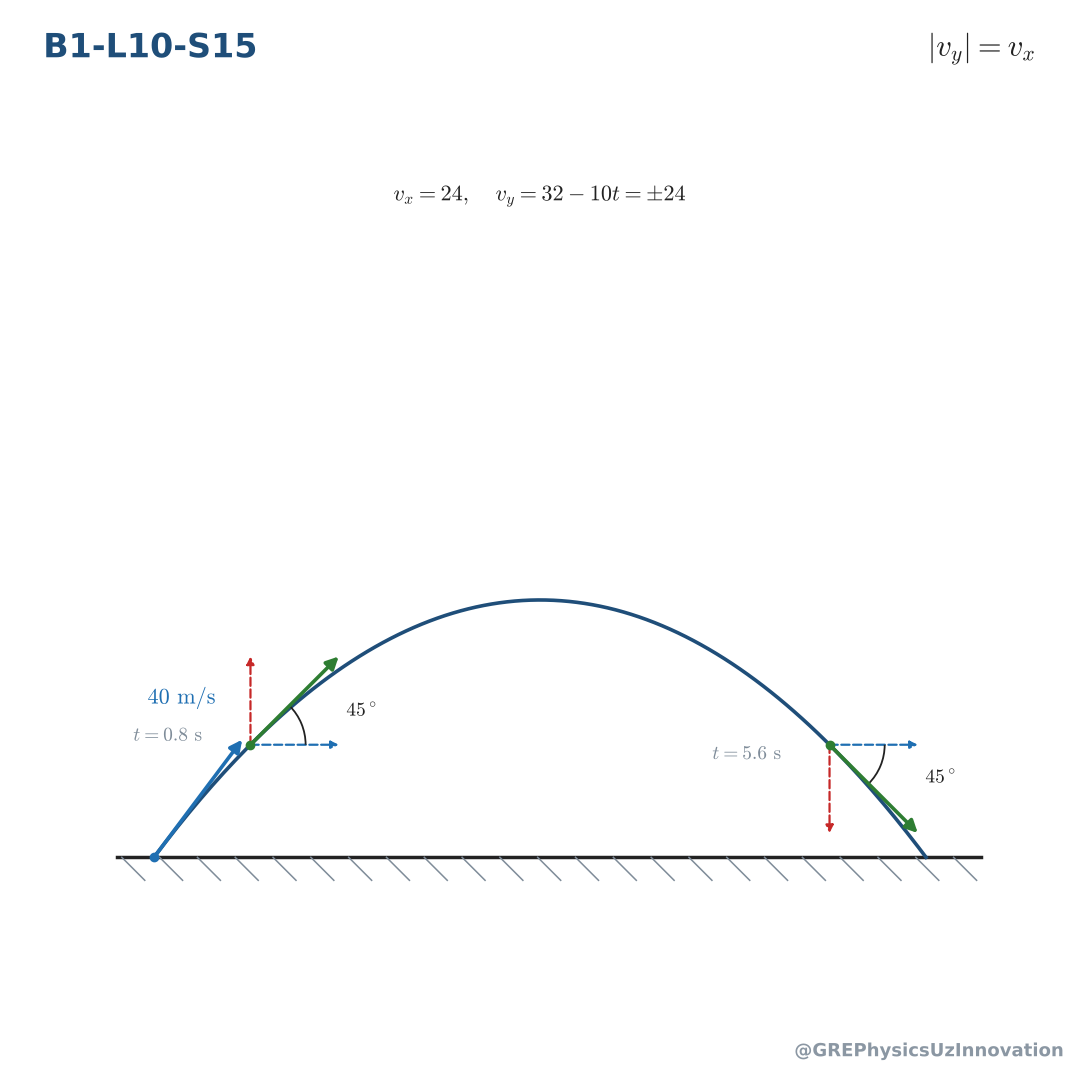 B1-L10-S15
|v_y| = v_x
v_x = 24, v_y = 32 − 10t = ±24
40 m/s
45°
t = 0.8 s
t = 5.6 s
45°
@GREPhysicsUzInnovation